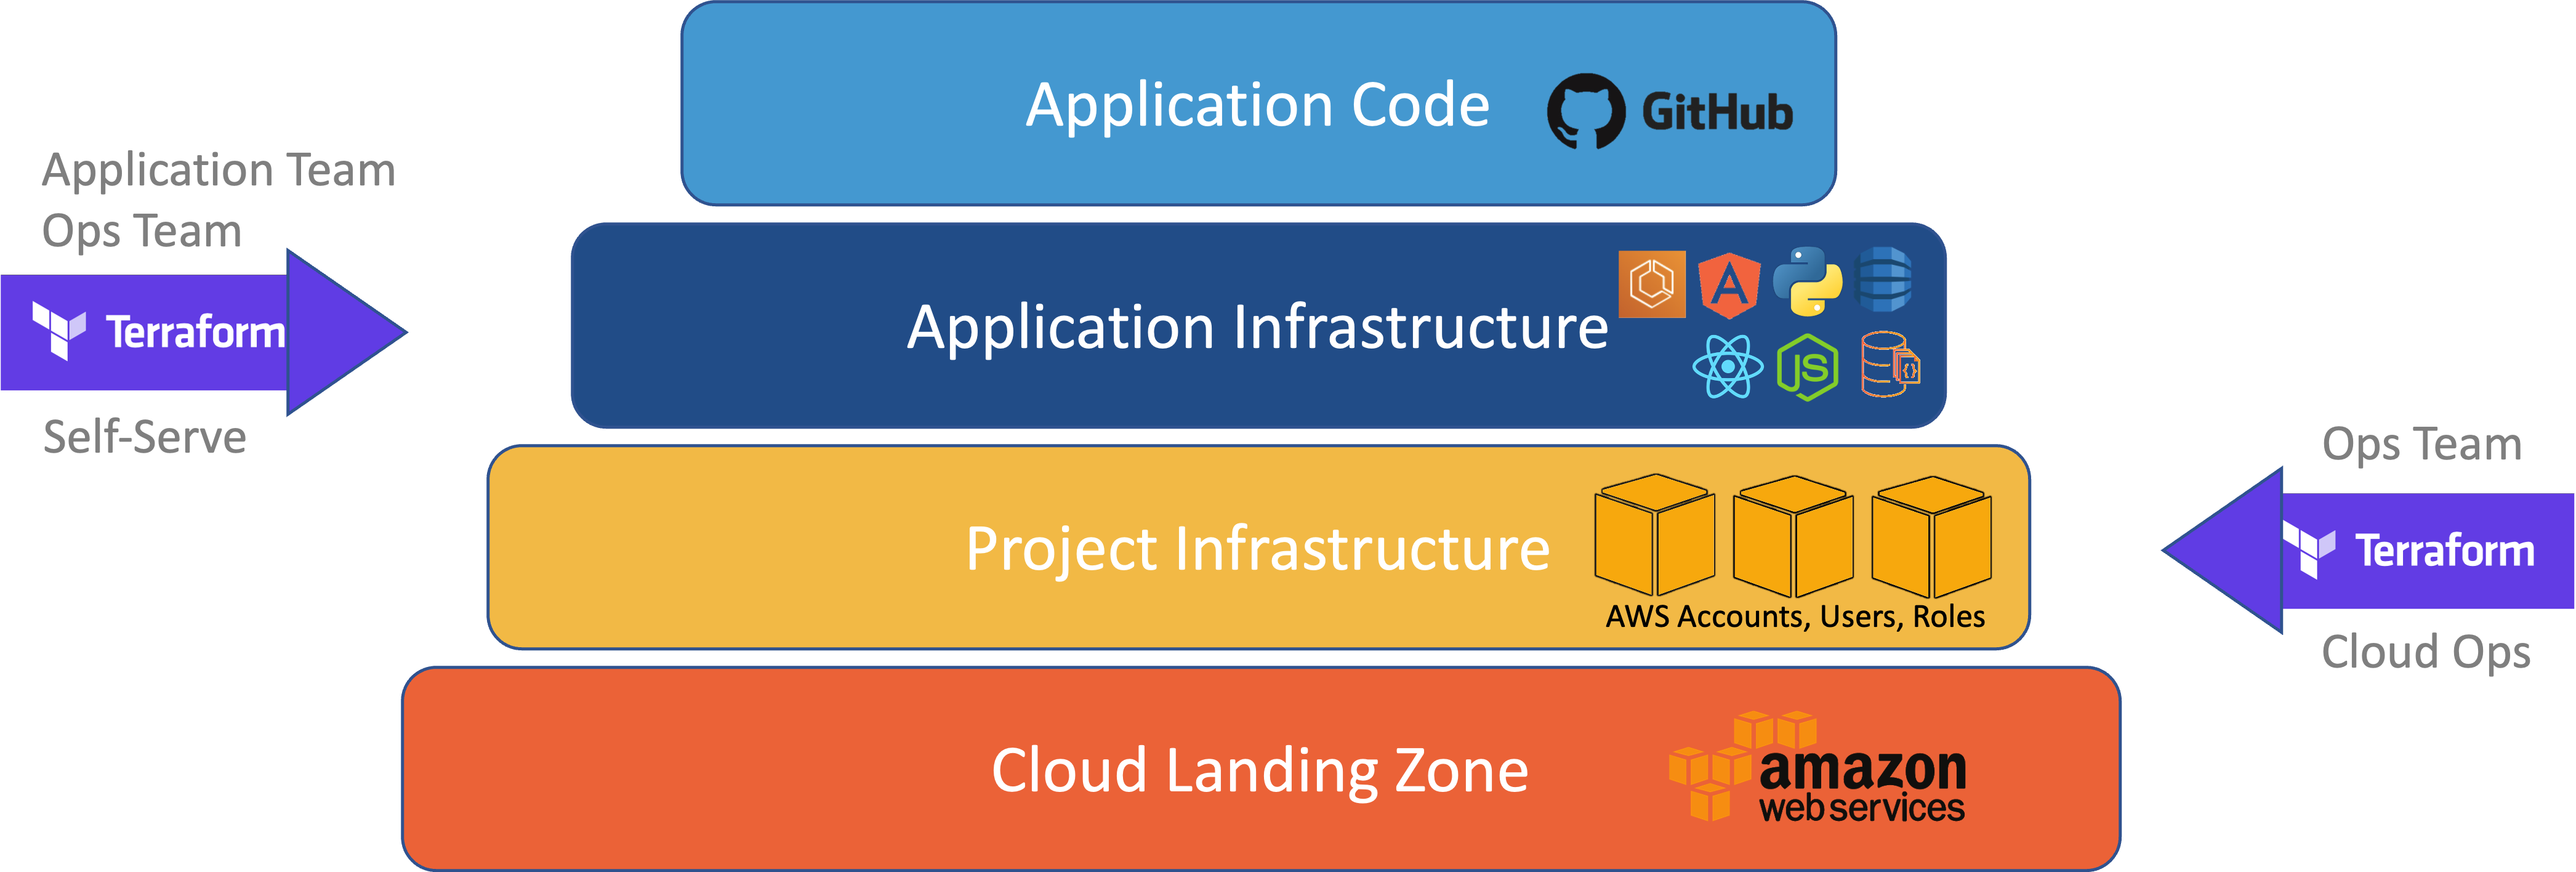 Application Code
GitHub
Application Team
Ops Team
Terraform
Self-Serve
Application Infrastructure
A
JS
{}
Project Infrastructure
AWS Accounts, Users, Roles
Ops Team
Terraform
Cloud Ops
Cloud Landing Zone
amazon
web services